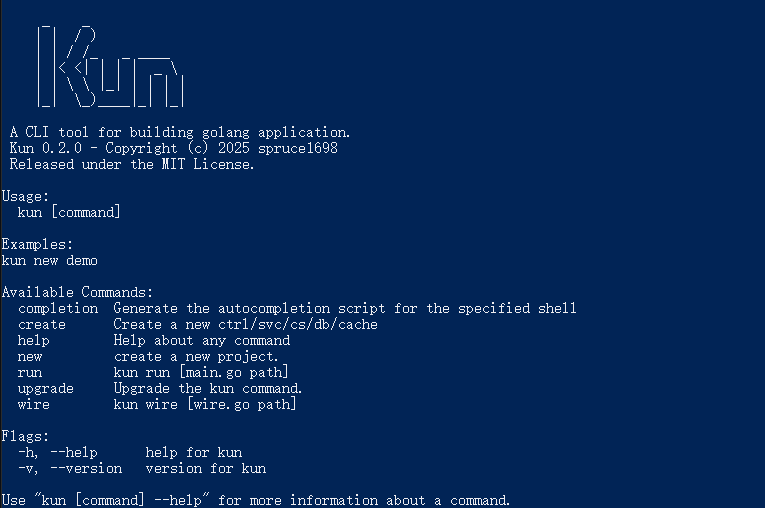 Kun
A CLI tool for building golang application.
Kun 0.2.0 - Copyright (c) 2025 spruce1698
Released under the MIT License.
Usage:
kun [command]
Examples:
kun new demo
Available Commands:
completion Generate the autocompletion script for the specified shell
create Create a new ctrl/svc/cs/db/cache
help Help about any command
new create a new project.
run kun run [main.go path]
upgrade Upgrade the kun command.
wire kun wire [wire.go path]
Flags:
-h, --help help for kun
-v, --version version for kun
Use "kun [command] --help" for more information about a command.